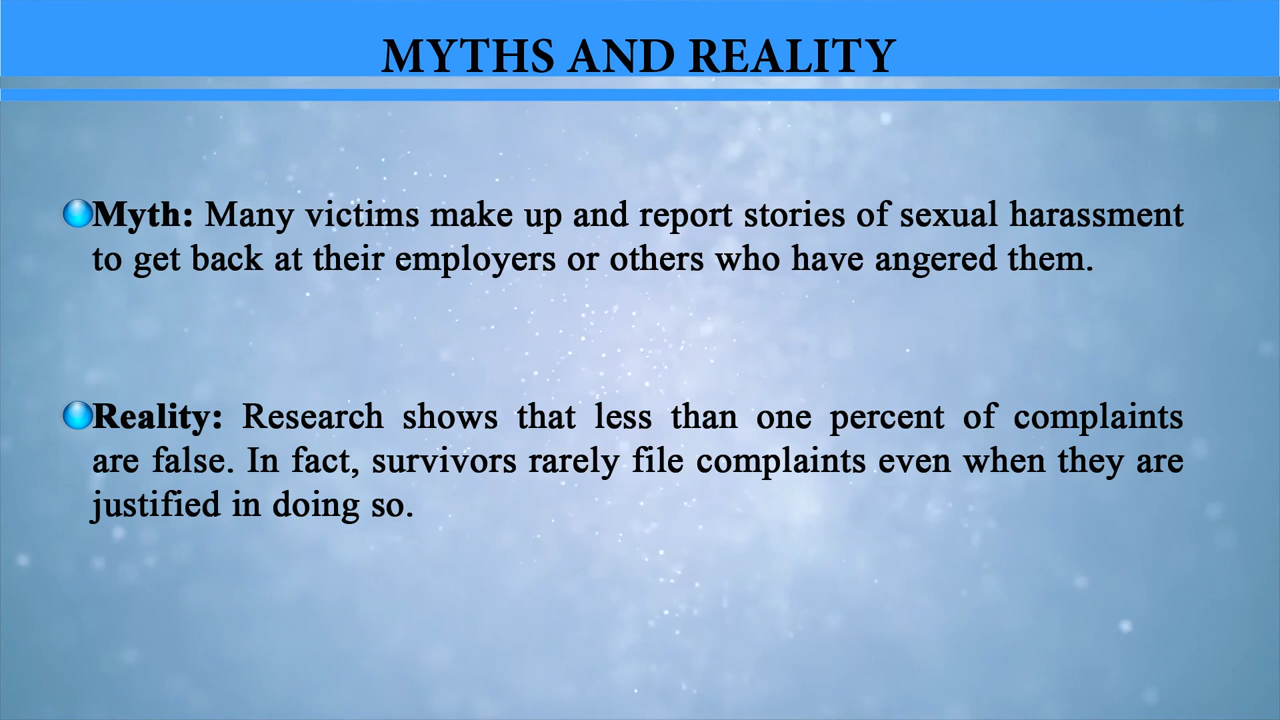 MYTHS AND REALITY
Myth: Many victims make up and report stories of sexual harassment
to get back at their employers or others who have angered them.
Reality: Research shows that less than one percent of complaints
are false. In fact, survivors rarely file complaints even when they are
justified in doing so.